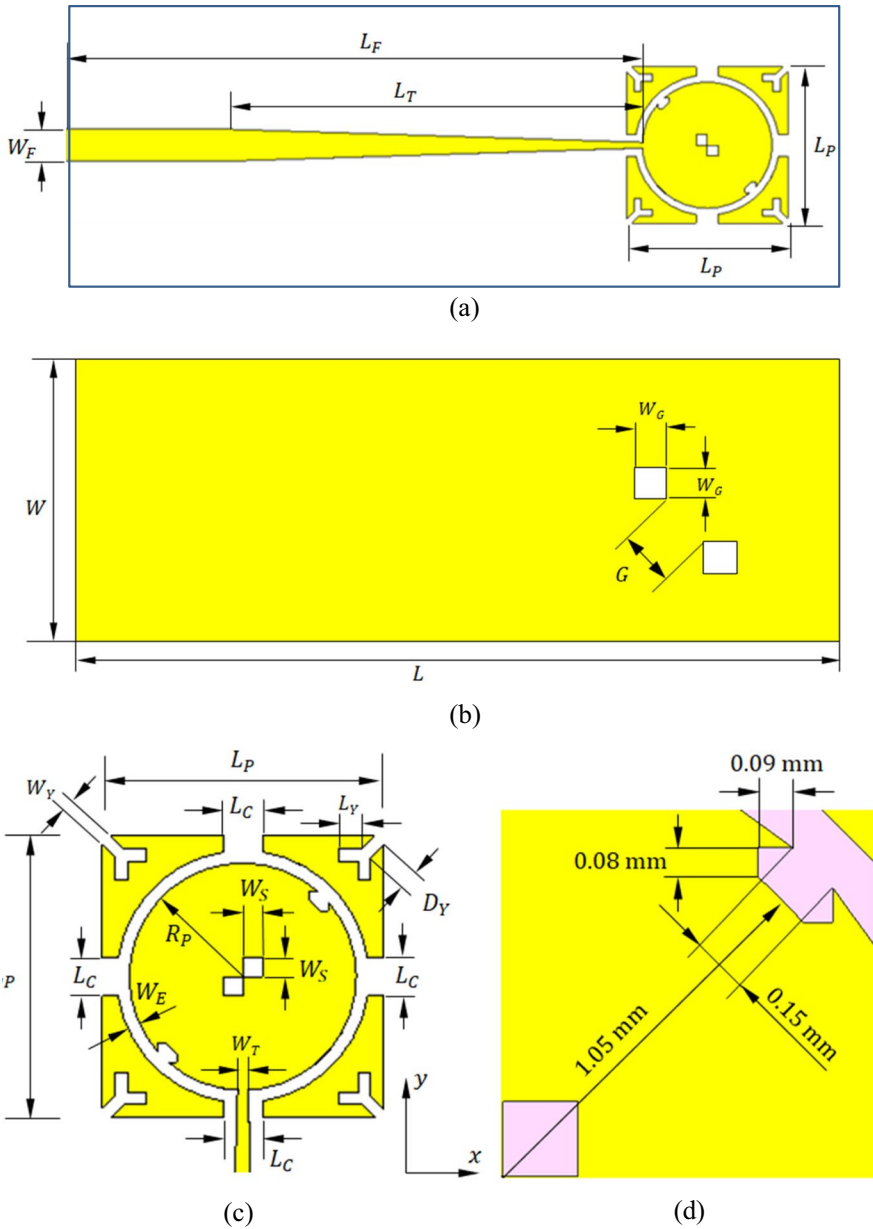 L_F
L_T
W_F
L_P
L_P
(a)
W_G
W_G
W
G
L
(b)
L_P
W_Y
L_C
L_Y
W_S
D_Y
R_P
W_S
L_C
L_C
P
W_E
W_T
y
x
L_C
(c)
0.09 mm
0.08 mm
1.05 mm
0.15 mm
(d)